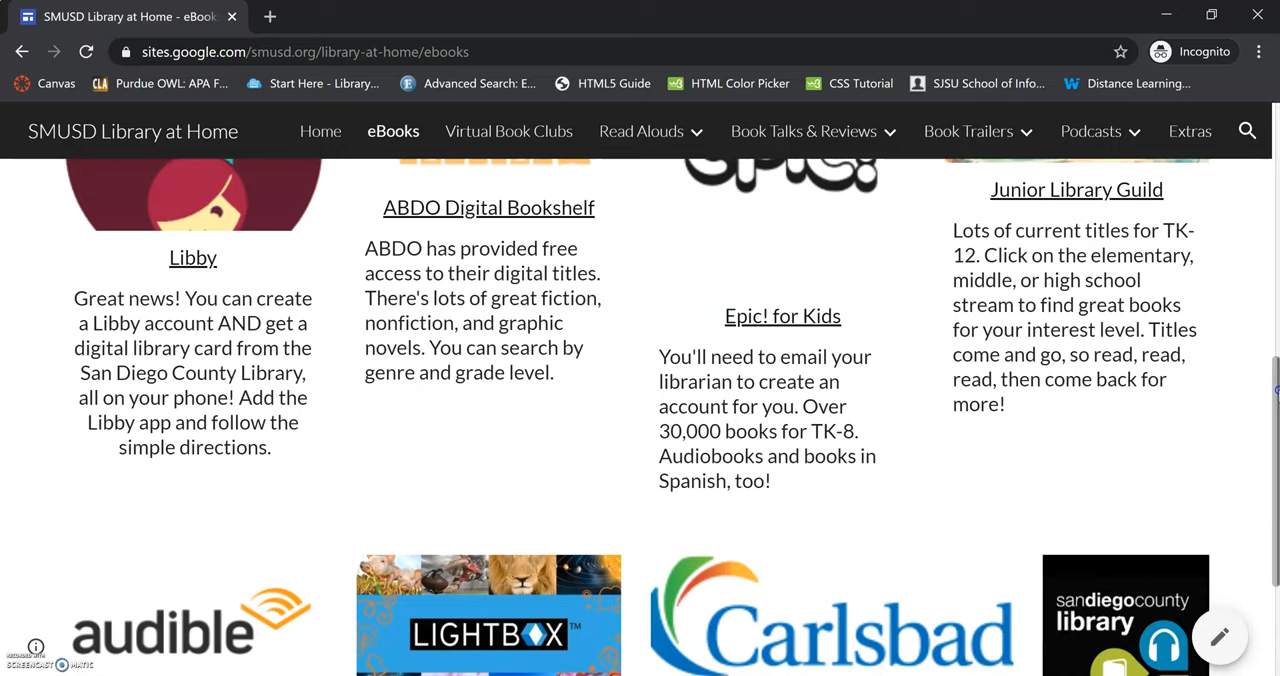 SMUSD Library at Home - eBook
sites.google.com/smusd.org/library-at-home/ebooks
Incognito
Canvas
Purdue OWL: APA F...
Start Here - Library...
Advanced Search: E...
HTML5 Guide
HTML Color Picker
CSS Tutorial
SJSU School of Info...
Distance Learning...
SMUSD Library at Home
Home
eBooks
Virtual Book Clubs
Read Alouds
Book Talks & Reviews
Book Trailers
Podcasts
Extras
Libby
Great news! You can create
a Libby account AND get a
digital library card from the
San Diego County Library,
all on your phone! Add the
Libby app and follow the
simple directions.
ABDO Digital Bookshelf
ABDO has provided free
access to their digital titles.
There's lots of great fiction,
nonfiction, and graphic
novels. You can search by
genre and grade level.
epic!
Epic! for Kids
You'll need to email your
librarian to create an
account for you. Over
30,000 books for TK-8.
Audiobooks and books in
Spanish, too!
Junior Library Guild
Lots of current titles for TK-
12. Click on the elementary,
middle, or high school
stream to find great books
for your interest level. Titles
come and go, so read, read,
read, then come back for
more!
audible
LIGHTBOX™
Carlsbad
sandiegocounty
library
RECORDED WITH
SCREENCAST MATIC